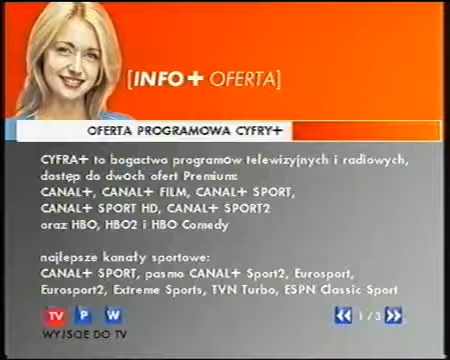 [INFO+ OFERTA]
OFERTA PROGRAMOWA CYFRY+
CYFRA+ to bogactwo programów telewizyjnych i radiowych,
dostęp do dwóch ofert Premium:
CANAL+, CANAL+ FILM, CANAL+ SPORT,
CANAL+ SPORT HD, CANAL+ SPORT2
oraz HBO, HBO2 i HBO Comedy
najlepsze kanały sportowe:
CANAL+ SPORT, pasmo CANAL+ Sport2, Eurosport,
Eurosport2, Extreme Sports, TVN Turbo, ESPN Classic Sport
TV P W 1/3
WYJSCIE DO TV